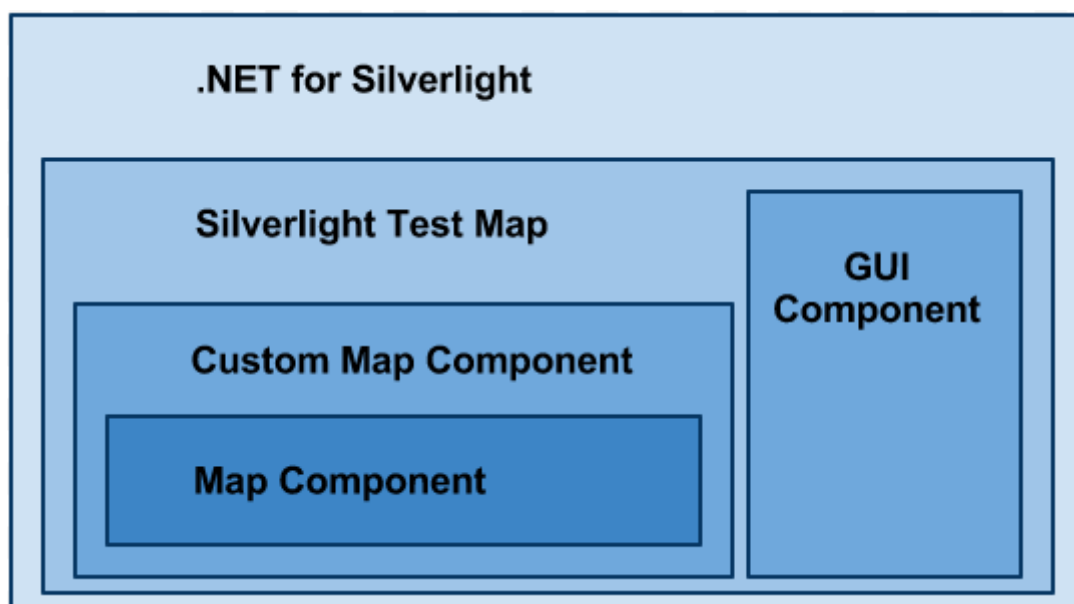 .NET for Silverlight
Silverlight Test Map
GUI
Component
Custom Map Component
Map Component